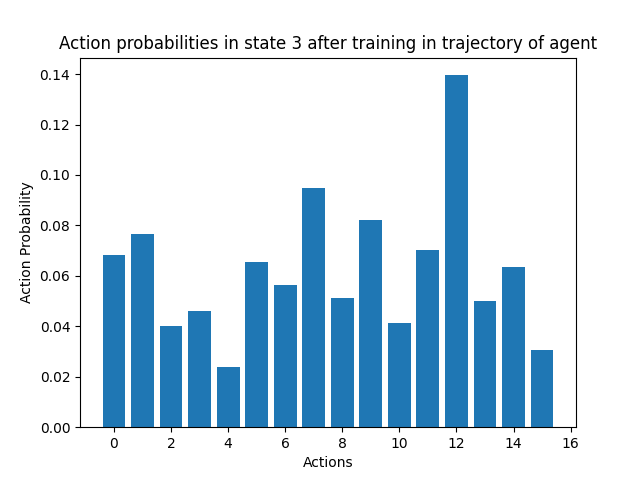 Action probabilities in state 3 after training in trajectory of agent
0.14
0.12
0.10
0.08
0.06
0.04
0.02
0.00
Action Probability
0 2 4 6 8 10 12 14 16
Actions